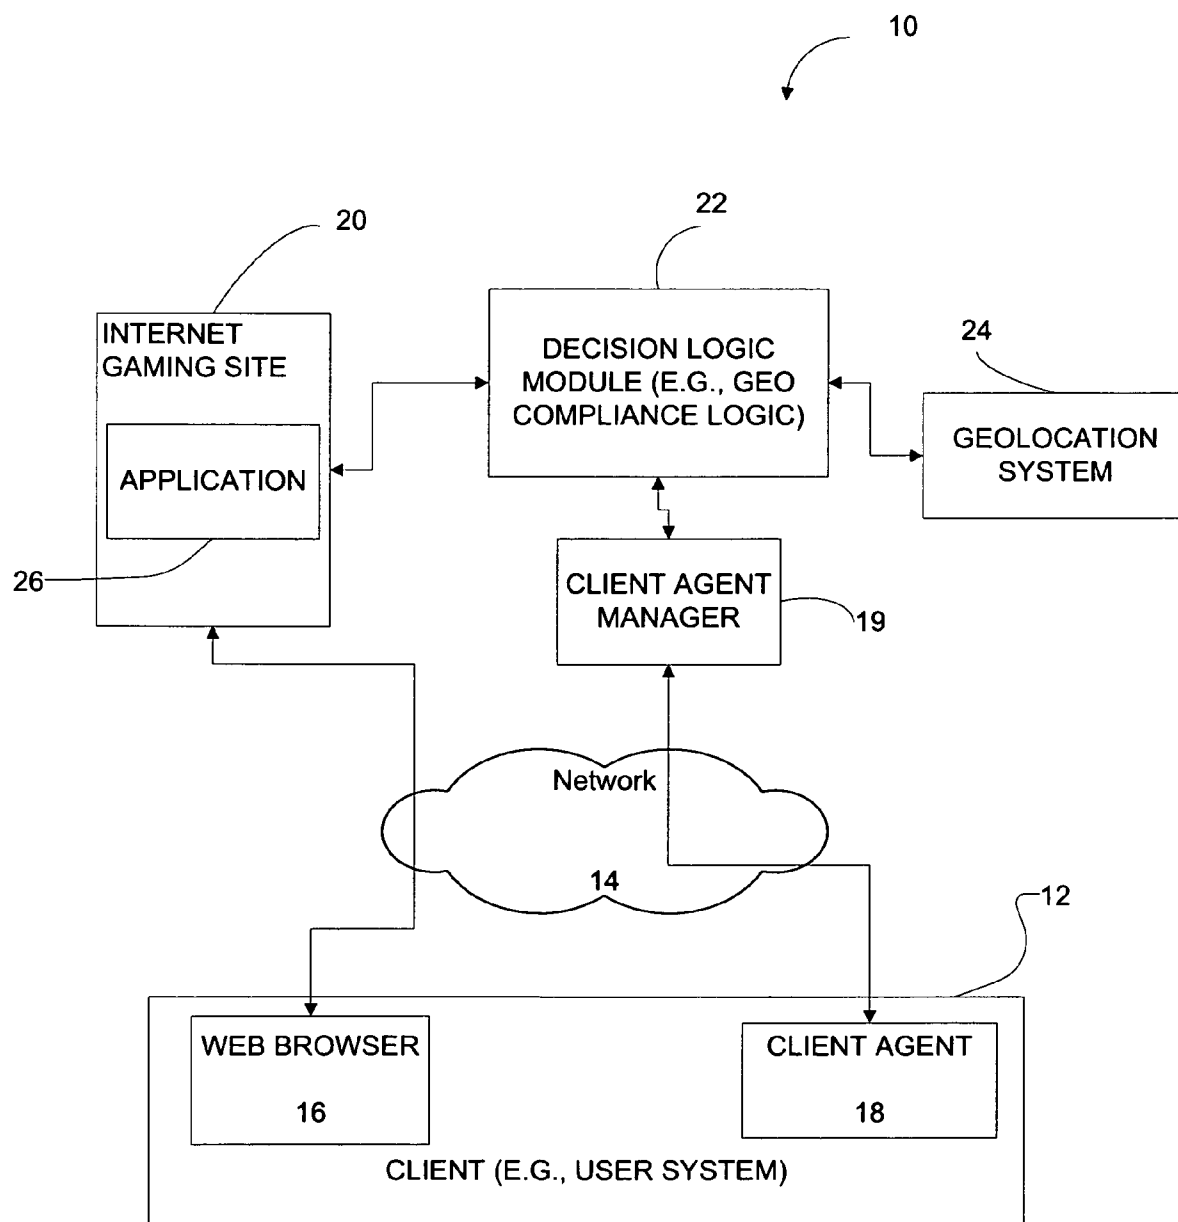 10
22
20
INTERNET
GAMING SITE
DECISION LOGIC
MODULE (E.G., GEO
COMPLIANCE LOGIC)
24
GEOLOCATION
SYSTEM
APPLICATION
26
CLIENT AGENT
MANAGER
19
Network
14
12
WEB BROWSER
16
CLIENT AGENT
18
CLIENT (E.G., USER SYSTEM)